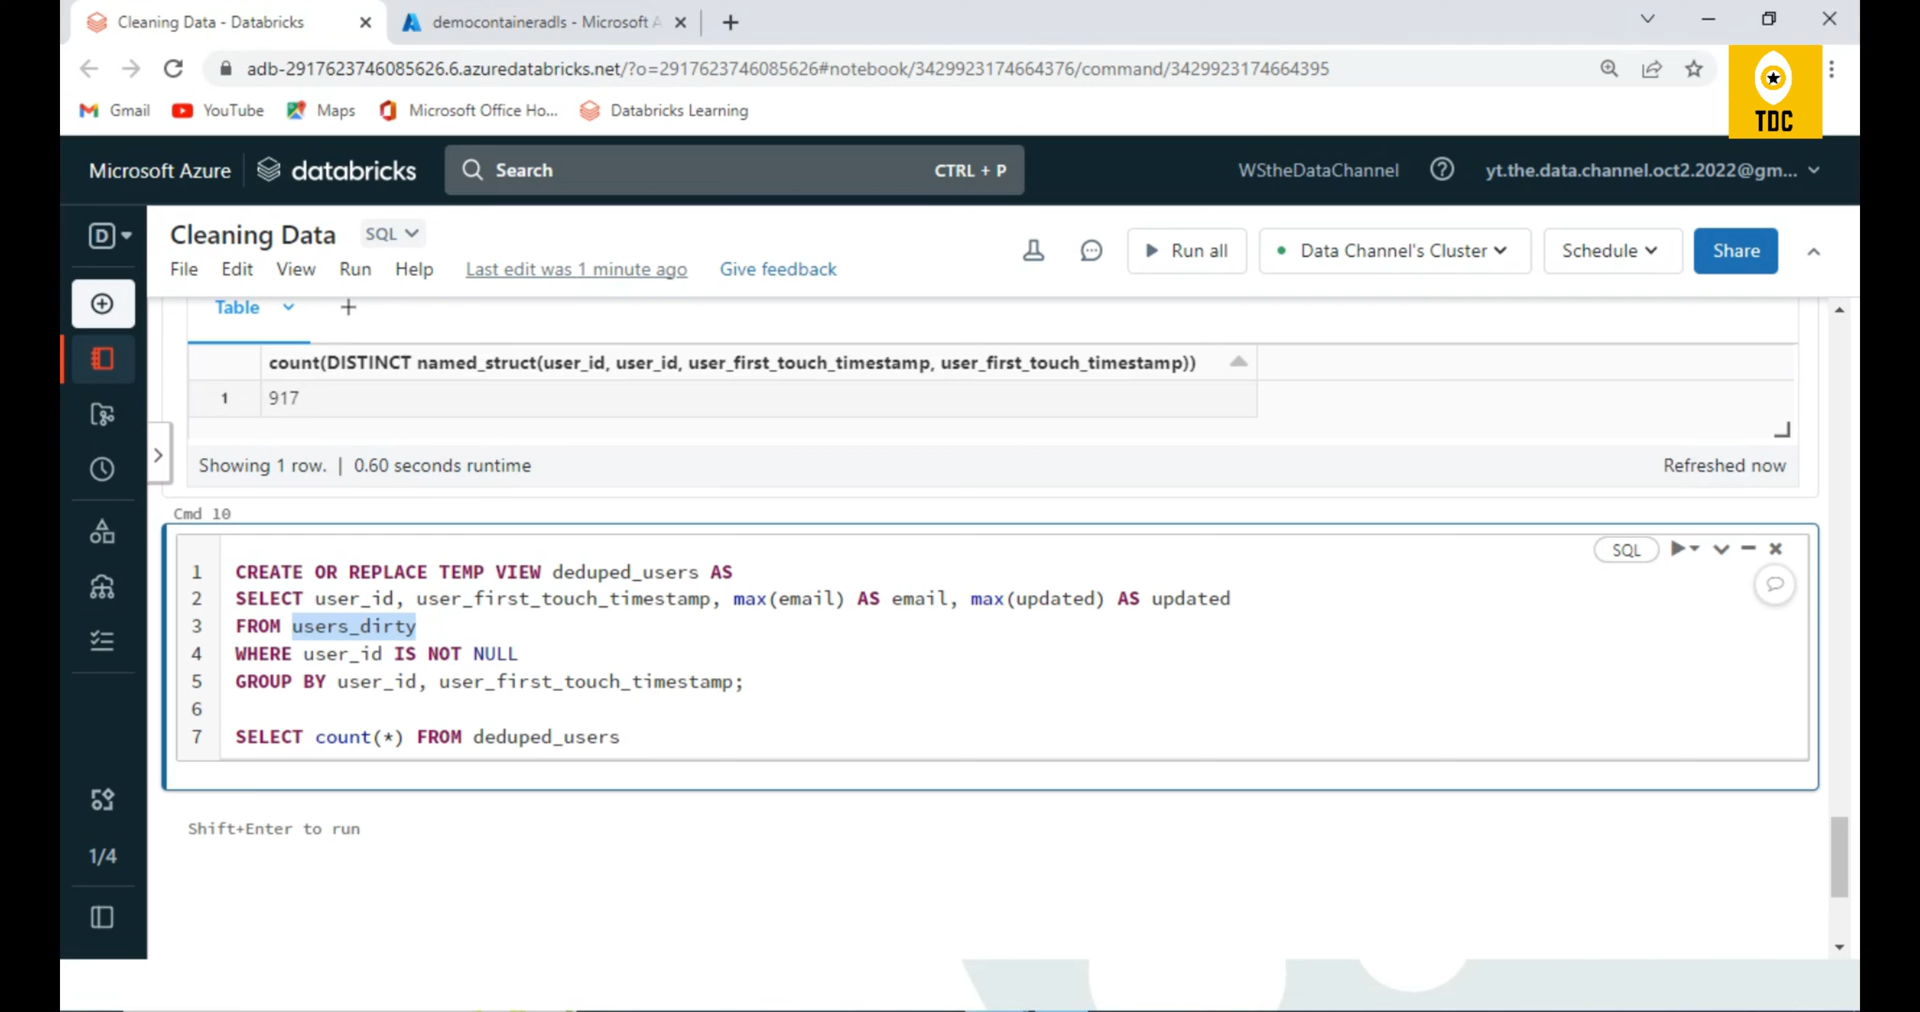 Cleaning Data - Databricks
democontaineradls - Microsoft A
adb-2917623746085626.6.azuredatabricks.net/?o=2917623746085626#notebook/3429923174664376/command/3429923174664395
TDC
Gmail YouTube Maps Microsoft Office Ho... Databricks Learning
Microsoft Azure databricks Search CTRL + P WStheDataChannel yt.the.data.channel.oct2.2022@gm...
D
Cleaning Data SQL
Run all Data Channel's Cluster Schedule Share
File Edit View Run Help Last edit was 1 minute ago Give feedback
Table
count(DISTINCT named_struct(user_id, user_id, user_first_touch_timestamp, user_first_touch_timestamp))
1 917
Showing 1 row. | 0.60 seconds runtime Refreshed now
Cmd 10
SQL
1 CREATE OR REPLACE TEMP VIEW deduped_users AS
2 SELECT user_id, user_first_touch_timestamp, max(email) AS email, max(updated) AS updated
3 FROM users_dirty
4 WHERE user_id IS NOT NULL
5 GROUP BY user_id, user_first_touch_timestamp;
6
7 SELECT count(*) FROM deduped_users
Shift+Enter to run
1/4